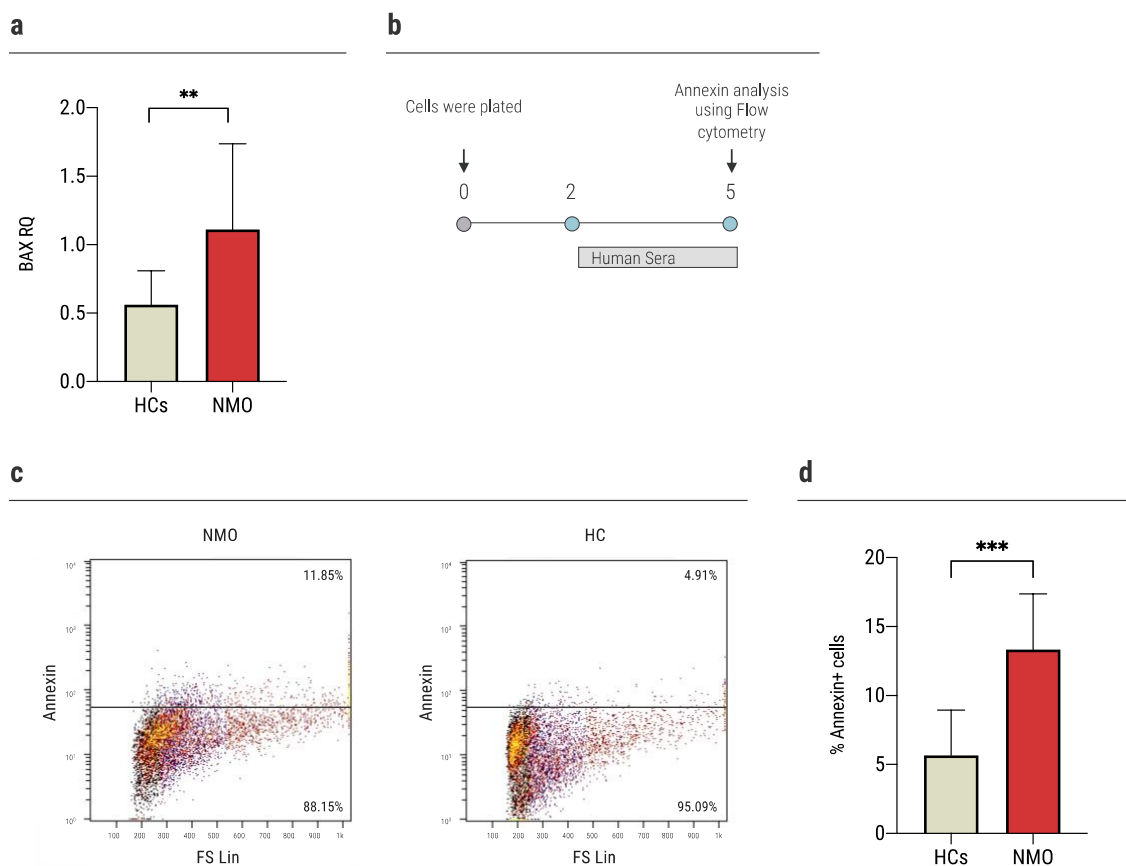 a
**
2.0
1.5
1.0
0.5
0.0
BAX RQ
HCs NMO
b
Cells were plated
Annexin analysis
using Flow
cytometry
0 2 5
Human Sera
c
NMO
11.85%
88.15%
Annexin
10¹
10⁰
100 200 300 400 500 600 700 800 900 1k
FS Lin
HC
4.91%
95.09%
Annexin
100 200 300 400 500 600 700 800 900 1k
FS Lin
d
***
20
15
10
5
0
% Annexin+ cells
HCs NMO